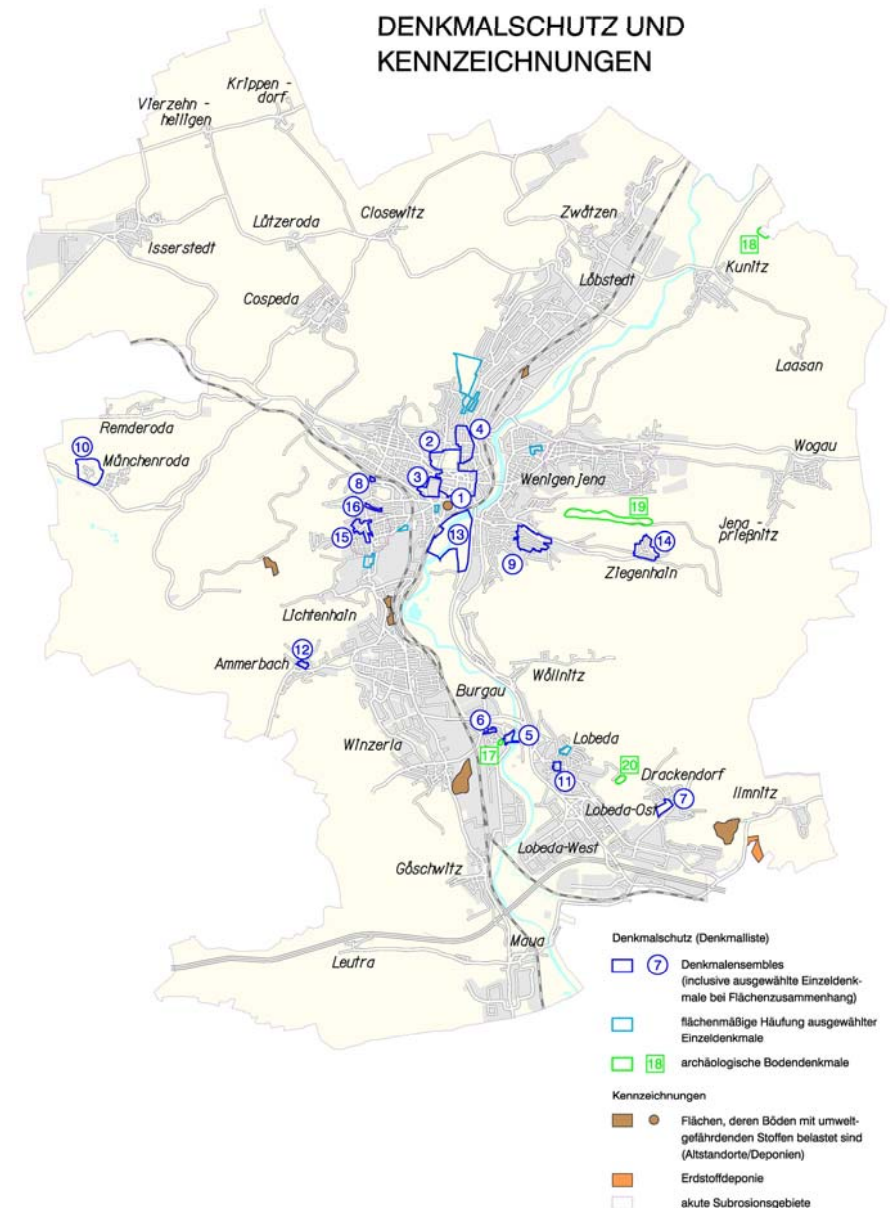 DENKMALSCHUTZ UND
KENNZEICHNUNGEN
Krippen -
dorf
Vierzehn -
heiligen
Lützeroda
Closewitz
Zwätzen
Isserstedt
18
Kunitz
Löbstedt
Cospeda
Laasan
Remderoda
10
Münchenroda
2
4
Wogau
8
3
Wenigenjena
16
1
19
Jena -
prießnitz
15
13
9
14
Ziegenhain
Lichtenhain
12
Ammerbach
Wöllnitz
Burgau
6
5
Lobeda
Winzerla
17
11
20
Drackendorf
Ilmnitz
7
Lobeda-Ost
Lobeda-West
Göschwitz
Maua
Leutra
Denkmalschutz (Denkmalliste)
7 Denkmalensembles
(inclusive ausgewählte Einzeldenk-
male bei Flächenzusammenhang)
flächenmäßige Häufung ausgewählter
Einzeldenkmale
18 archäologische Bodendenkmale
Kennzeichnungen
Flächen, deren Böden mit umwelt-
gefährdenden Stoffen belastet sind
(Altstandorte/Deponien)
Erdstoffdeponie
akute Subrosionsgebiete